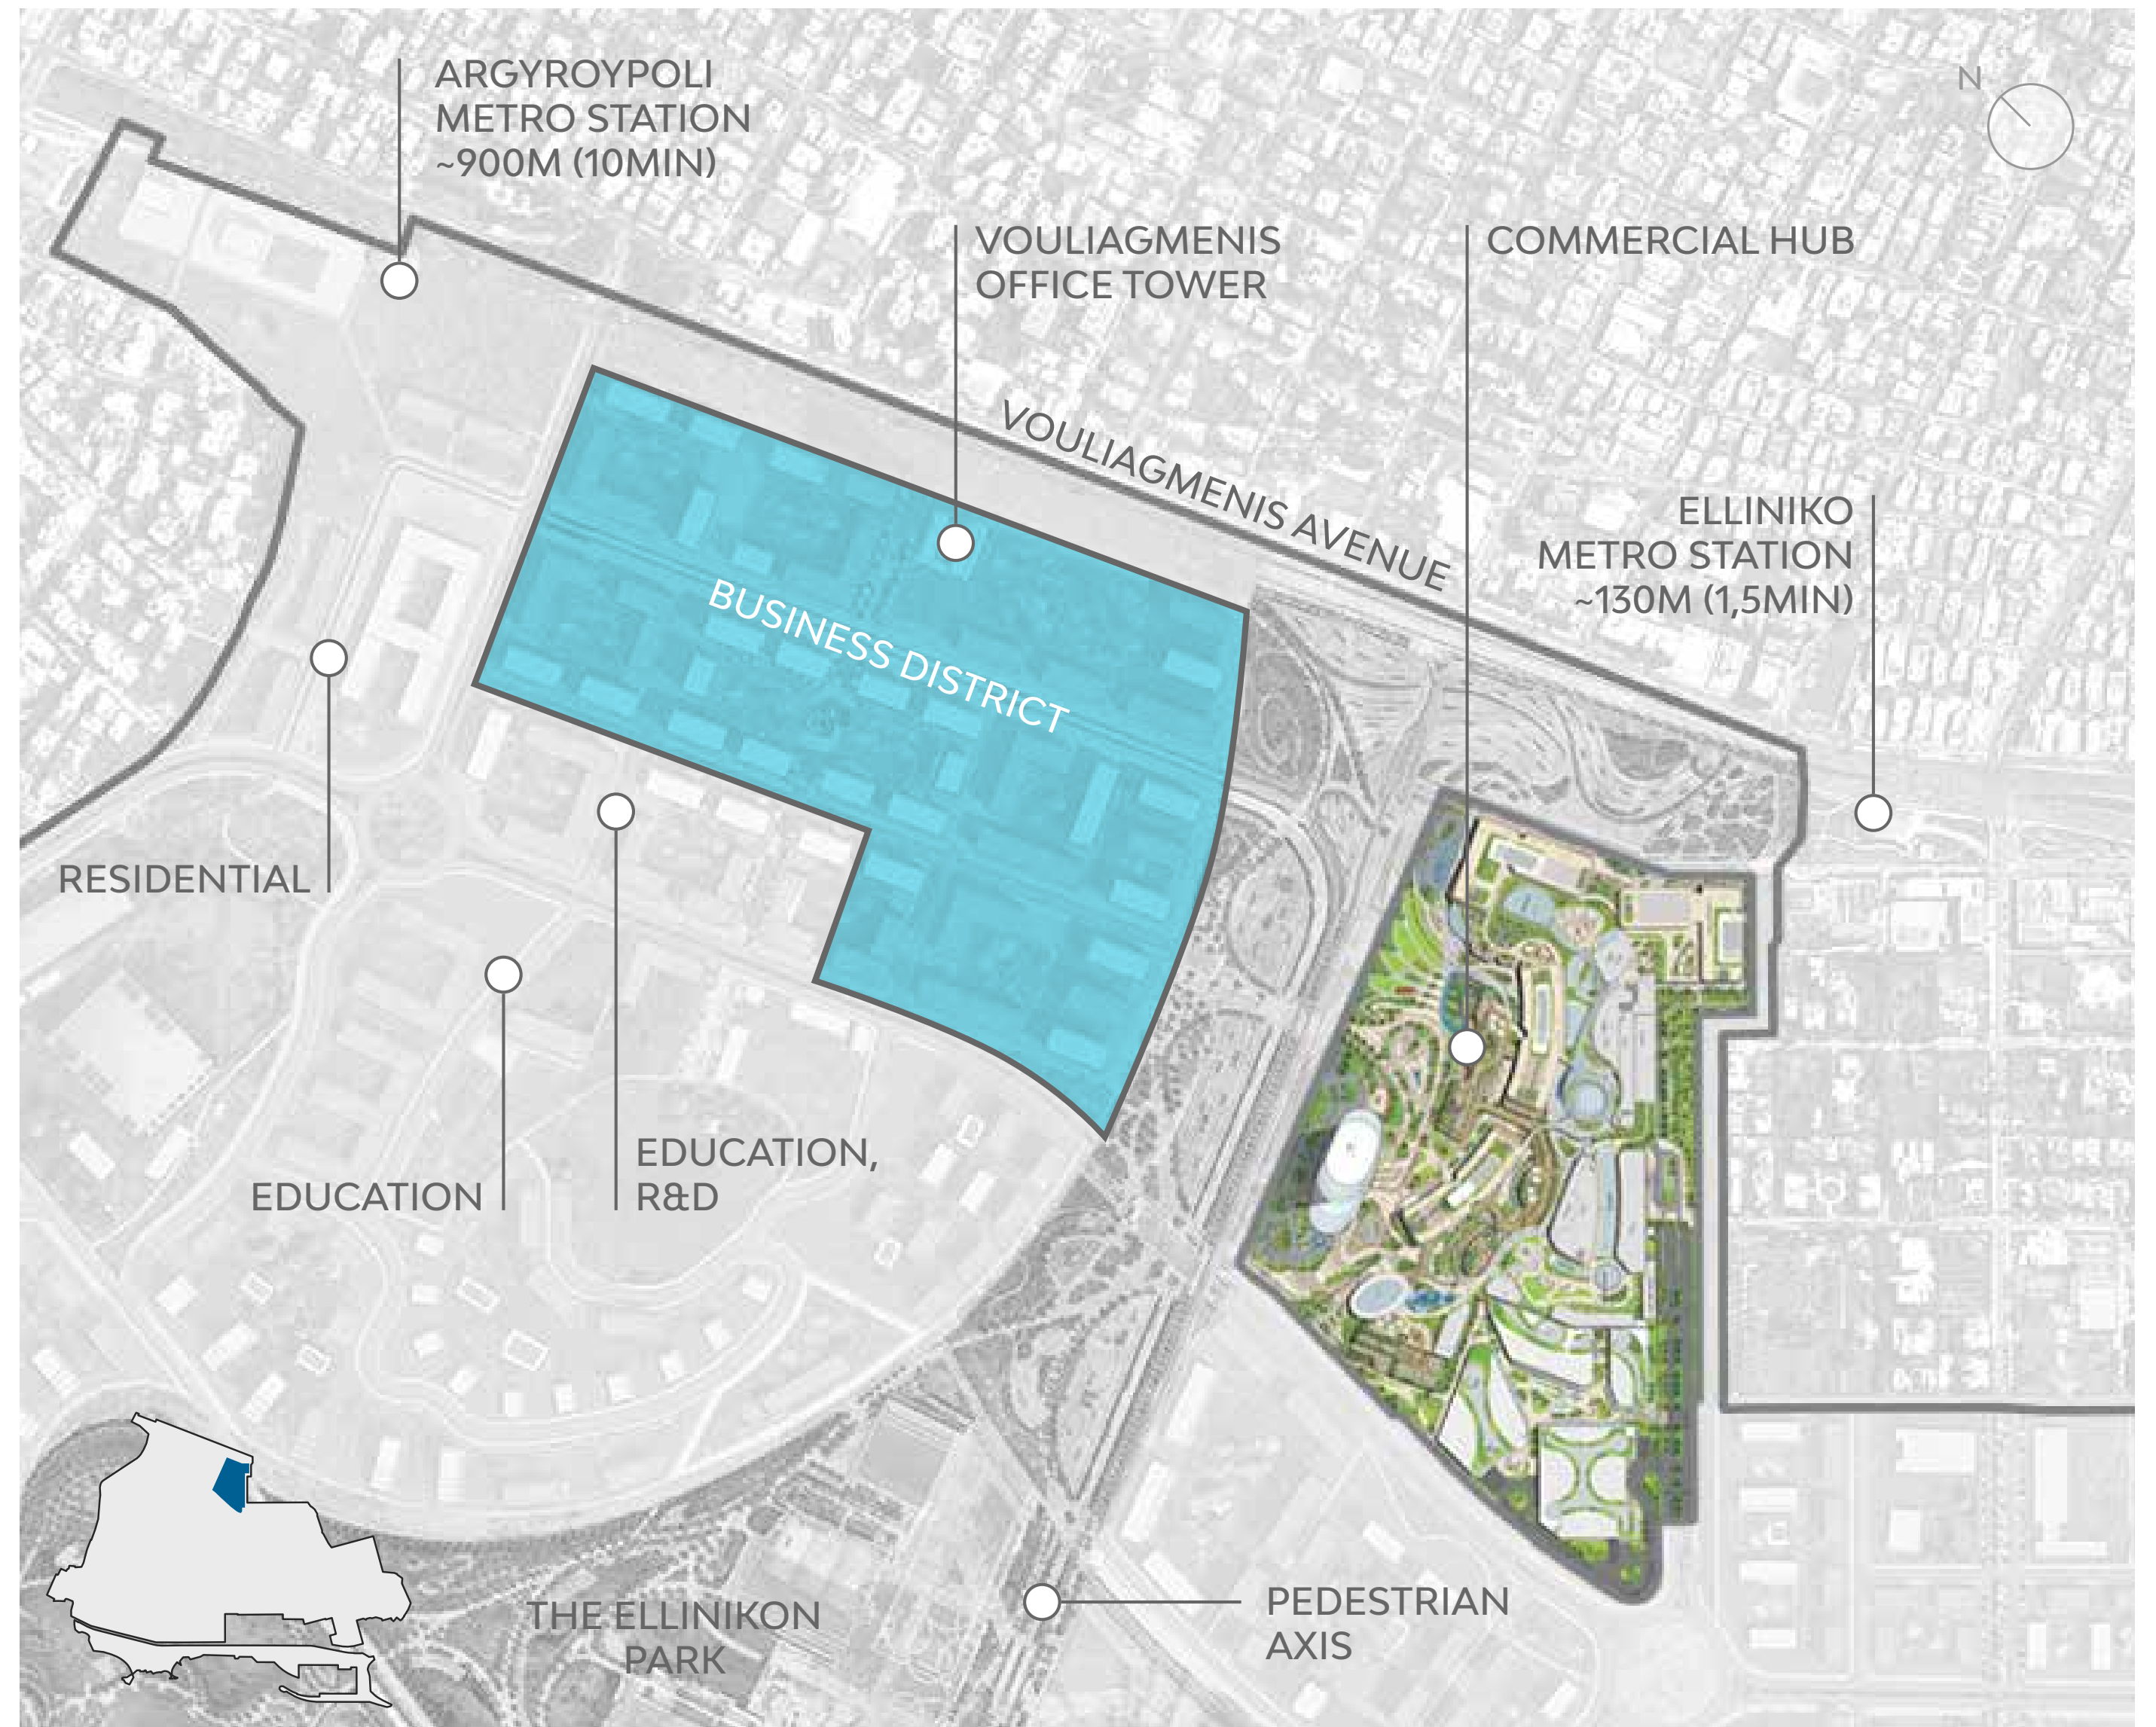 ARGYROYPOLI
METRO STATION
~900M (10MIN)
N
VOULIAGMENIS
OFFICE TOWER
COMMERCIAL HUB
VOULIAGMENIS AVENUE
ELLINIKO
METRO STATION
~130M (1,5MIN)
BUSINESS DISTRICT
RESIDENTIAL
EDUCATION
EDUCATION,
R&D
THE ELLINIKON
PARK
PEDESTRIAN
AXIS